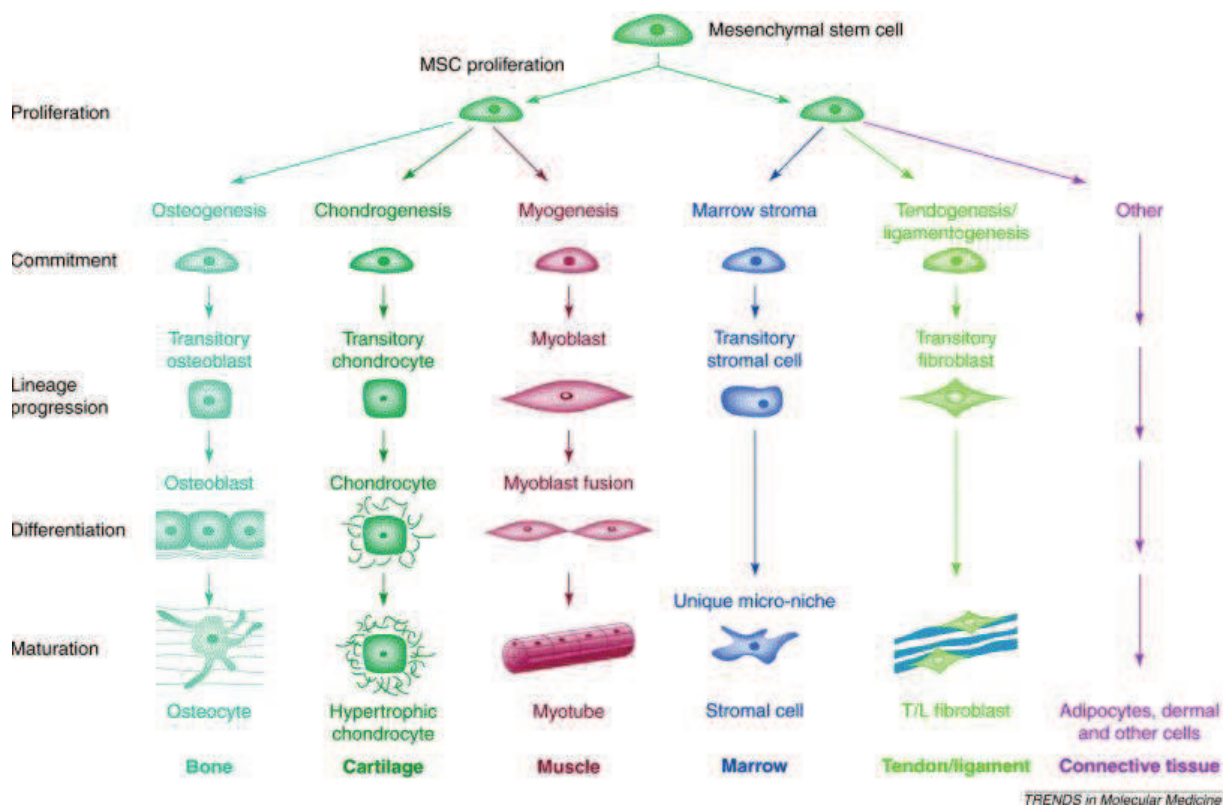 Mesenchymal stem cell
MSC proliferation
Proliferation
Osteogenesis
Chondrogenesis
Myogenesis
Marrow stroma
Tendogenesis/
ligamentogenesis
Other
Commitment
Transitory
osteoblast
Transitory
chondrocyte
Myoblast
Transitory
stromal cell
Transitory
fibroblast
Lineage
progression
Osteoblast
Chondrocyte
Myoblast fusion
Differentiation
Unique micro-niche
Maturation
Osteocyte
Hypertrophic
chondrocyte
Myotube
Stromal cell
T/L fibroblast
Adipocytes, dermal
and other cells
Bone
Cartilage
Muscle
Marrow
Tendon/ligament
Connective tissue
TRENDS in Molecular Medicine